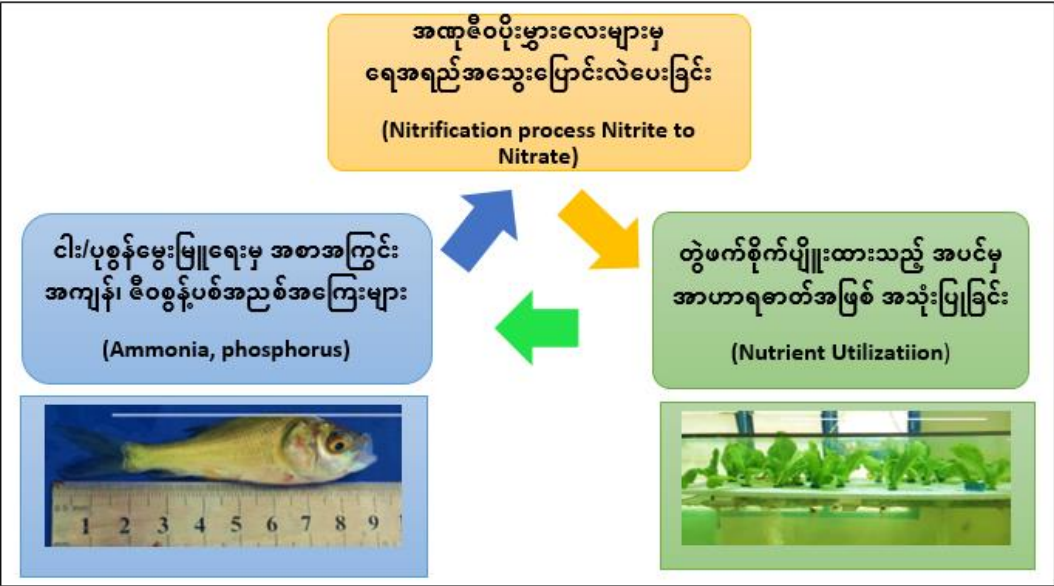 အဏုဇီဝပိုးမွှားလေးများမှ
ရေအရည်အသွေးပြောင်းလဲပေးခြင်း
(Nitrification process Nitrite to
Nitrate)
ငါး/ပုစွန်မွေးမြူရေးမှ အစာအကြွင်း
အကျန်၊ ဇီဝစွန့်ပစ်အညစ်အကြေးများ
(Ammonia, phosphorus)
တွဲဖက်စိုက်ပျိူးထားသည့် အပင်မှ
အာဟာရဓာတ်အဖြစ် အသုံးပြုခြင်း
(Nutrient Utilizatiion)
1 2 3 4 5 6 7 8 9